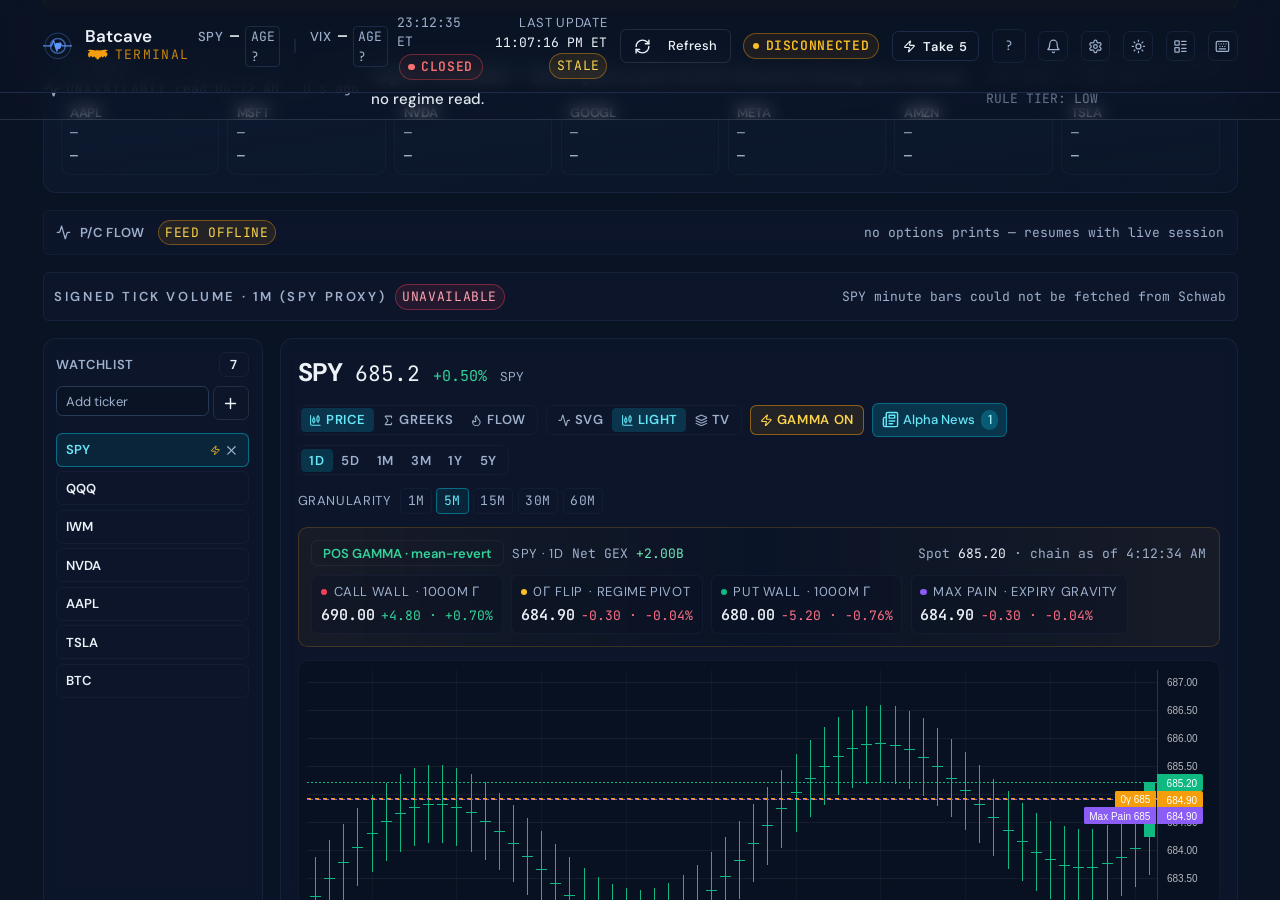 Batcave
TERMINAL
SPY — AGE ?
VIX — AGE ?
23:12:35 ET
CLOSED
LAST UPDATE
11:07:16 PM ET
STALE
Refresh
DISCONNECTED
Take 5
?
no regime read.
RULE TIER: LOW
AAPL MSFT NVDA GOOGL META AMZN TSLA
— — — — — — —
— — — — — — —
P/C FLOW FEED OFFLINE no options prints — resumes with live session
SIGNED TICK VOLUME · 1M (SPY PROXY) UNAVAILABLE SPY minute bars could not be fetched from Schwab
WATCHLIST 7
Add ticker +
SPY
QQQ
IWM
NVDA
AAPL
TSLA
BTC
SPY 685.2 +0.50% SPY
PRICE GREEKS FLOW SVG LIGHT TV GAMMA ON Alpha News 1
1D 5D 1M 3M 1Y 5Y
GRANULARITY 1M 5M 15M 30M 60M
POS GAMMA · mean-revert SPY · 1D Net GEX +2.00B Spot 685.20 · chain as of 4:12:34 AM
CALL WALL · 1000M Γ
690.00 +4.80 · +0.70%
0Γ FLIP · REGIME PIVOT
684.90 -0.30 · -0.04%
PUT WALL · 1000M Γ
680.00 -5.20 · -0.76%
MAX PAIN · EXPIRY GRAVITY
684.90 -0.30 · -0.04%
687.00
686.50
686.00
685.50
685.20
0γ 685 684.90
Max Pain 685 684.90
684.00
683.50